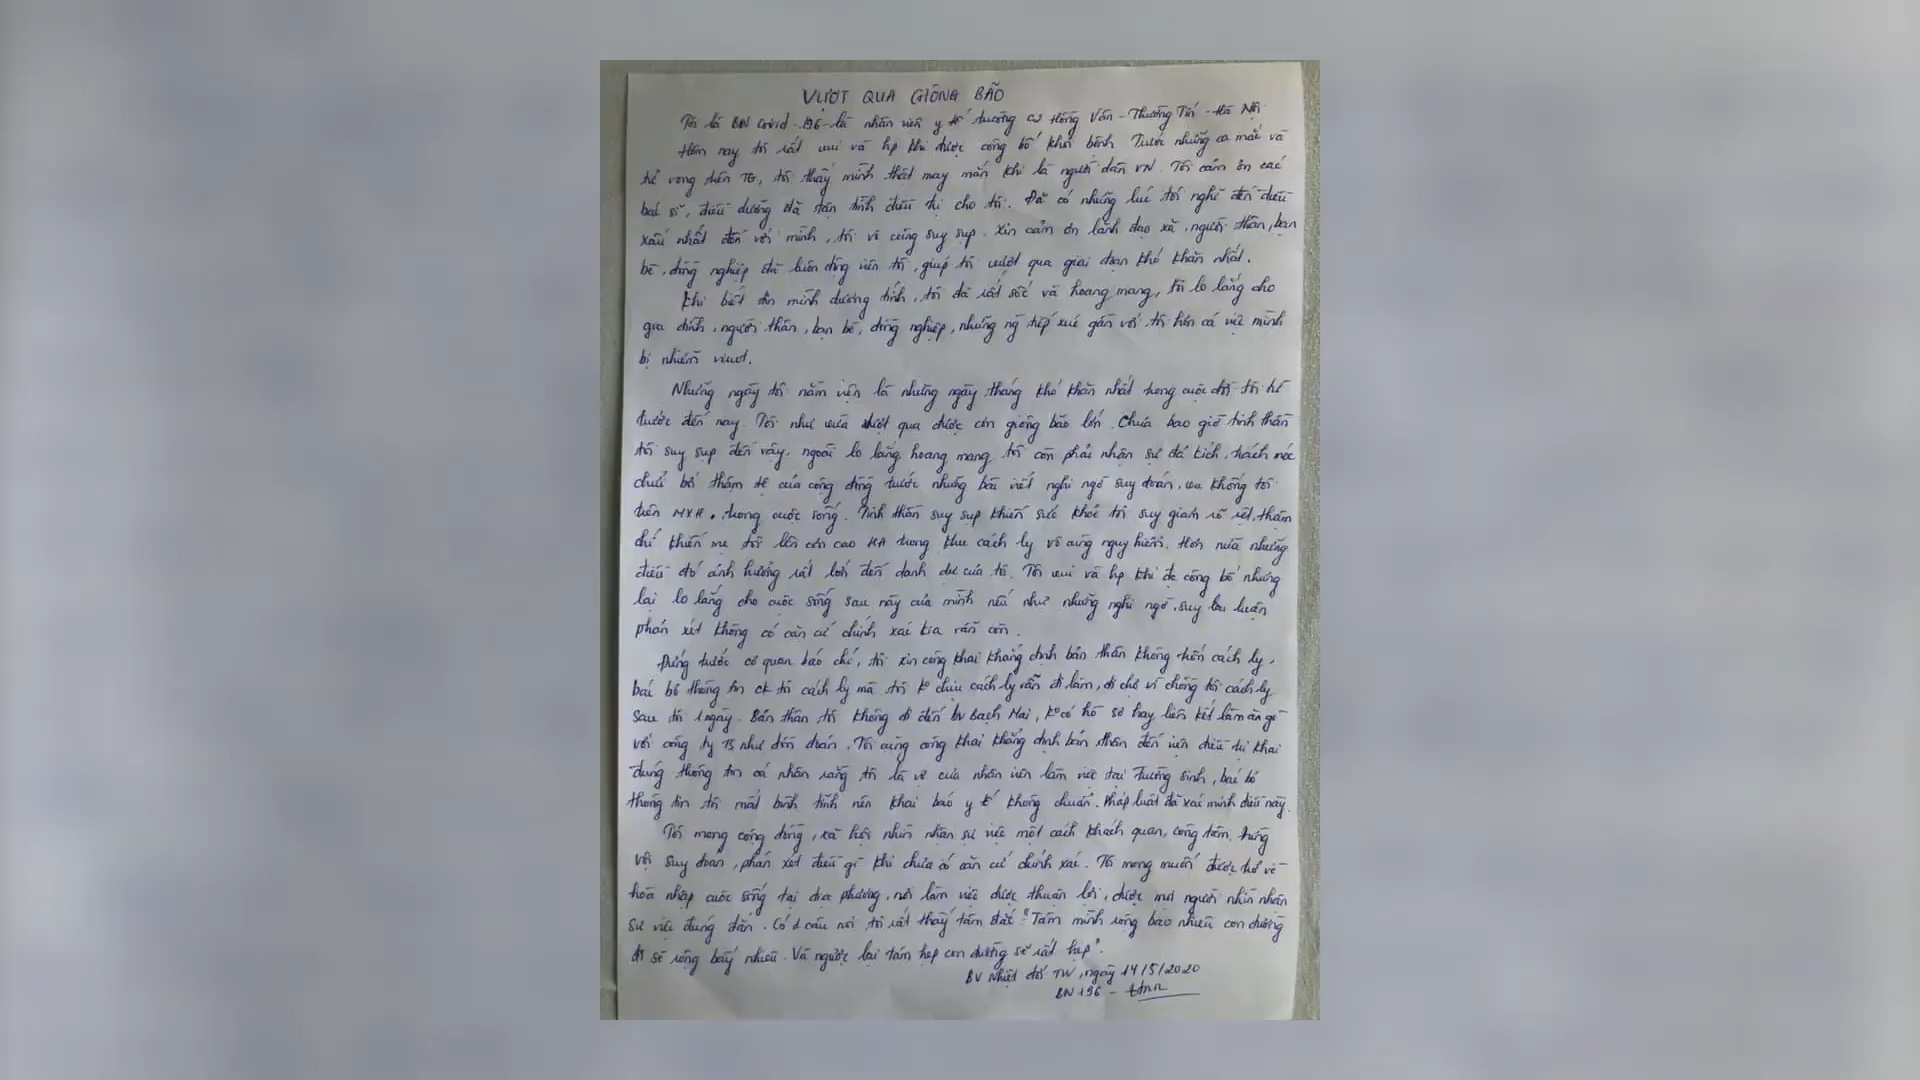 VƯỢT QUA GIÔNG BÃO
Tôi là BN Covid-196-là nhân viên y tế trường CJ Hồng Vân - Thường Tín - Hà Nội
Hôm nay tôi rất vui và hp khi được công bố khỏi bệnh. Trước những ca mắc và
tử vong trên TG, tôi thấy mình thật may mắn khi là người dân VN. Tôi cảm ơn các
bác sĩ, điều dưỡng đã tận tình điều trị cho tôi. Đã có những lúc tôi nghĩ đến điều
xấu nhất đến với mình, tôi vô cùng suy sụp. Xin cảm ơn lãnh đạo xã, người thân, bạn
bè, đồng nghiệp đã luôn động viên tôi, giúp tôi vượt qua giai đoạn khó khăn nhất.
Khi biết tin mình dương tính, tôi đã rất sốc và hoang mang, tôi lo lắng cho
gia đình, người thân, bạn bè, đồng nghiệp, những ng tiếp xúc gần với tôi hơn cả việc mình
bị nhiễm virut.
Những ngày tôi nằm viện là những ngày tháng khó khăn nhất trong cuộc đời tôi từ
trước đến nay. Tôi như vừa vượt qua được cơn giông bão lớn. Chưa bao giờ tinh thần
tôi suy sụp đến vậy, ngoài lo lắng, hoang mang tôi còn phải nhận sự đả kích, trách móc
chửi bới thậm tệ của cộng đồng trước những bài viết nghi ngờ suy đoán, vu khống tôi
trên MXH, trong cuộc sống. Tinh thần suy sụp khiến sức khoẻ tôi suy giảm rõ rệt, thậm
chí khiến mẹ tôi lên cơn cao HA trong khu cách ly vô cùng nguy hiểm. Hơn nữa những
điều đó ảnh hưởng rất lớn đến danh dự của tôi. Tôi vui và hp khi đc công bố nhưng
lại lo lắng cho cuộc sống sau này của mình nếu như những nghi ngờ, suy luận
phán xét không có căn cứ chính xác kia vẫn còn.
Đứng trước cơ quan báo chí, tôi xin công khai khẳng định bản thân không trốn cách ly,
bác bỏ thông tin ck tôi cách ly mà tôi ko chịu cách ly vẫn đi làm, đi chợ vì chồng tôi cách ly
sau tôi 1 ngày. Bản thân tôi không đi đến bv Bạch Mai, ko có hồ sơ hay liên kết làm ăn gì
với công ty TS như đồn đoán. Tôi cũng công khai khẳng định bản thân đến viện điều trị khai
đúng thông tin cá nhân rằng tôi là vợ của nhân viên làm việc tại Trường Sinh, bác bỏ
thông tin tôi mất bình tĩnh nên khai báo y tế không chuẩn. Pháp luật đã xác minh điều này.
Tôi mong cộng đồng, xã hội nhìn nhận sự việc một cách khách quan, công tâm, đừng
vội suy đoán, phán xét điều gì khi chưa có căn cứ chính xác. Tôi mong muốn được trở về
hòa nhập cuộc sống tại địa phương, nơi làm việc được thuận lợi, được mọi người nhìn nhận
sự việc đúng đắn. Có 1 câu nói tôi rất thấy tâm đắc "Tâm mình rộng bao nhiêu con đường
đi sẽ rộng bấy nhiêu. Và ngược lại tâm hẹp con đường sẽ rất hẹp".
BV Nhiệt đới TW, ngày 14/5/2020
BN 196 -